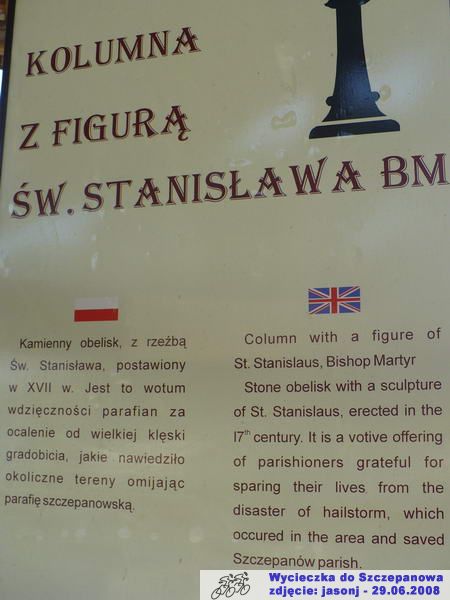 KOLUMNA
Z FIGURĄ
ŚW. STANISŁAWA BM
Kamienny obelisk, z rzeźbą
Św. Stanisława, postawiony
w XVII w. Jest to wotum
wdzięczności parafian za
ocalenie od wielkiej klęski
gradobicia, jakie nawiedziło
okoliczne tereny omijając
parafię szczepanowską.
Column with a figure of
St. Stanislaus, Bishop Martyr
Stone obelisk with a sculpture
of St. Stanislaus, erected in the
17th century. It is a votive offering
of parishioners grateful for
sparing their lives from the
disaster of hailstorm, which
occured in the area and saved
Szczepanów parish.
Wycieczka do Szczepanowa
zdjęcie: jasonj - 29.06.2008